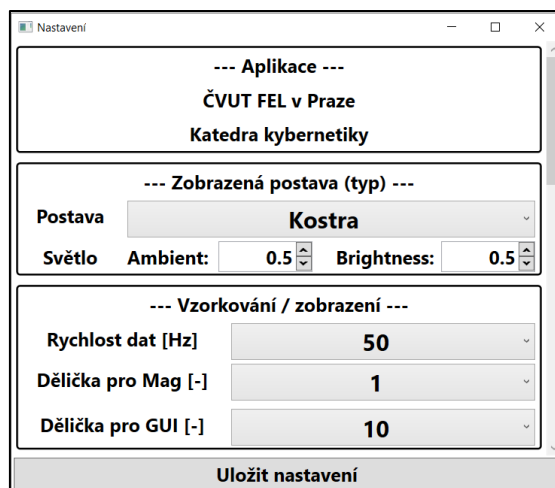 Nastavení
--- Aplikace ---
ČVUT FEL v Praze
Katedra kybernetiky
--- Zobrazená postava (typ) ---
Postava Kostra
Světlo Ambient: 0.5 Brightness: 0.5
--- Vzorkování / zobrazení ---
Rychlost dat [Hz] 50
Dělička pro Mag [-] 1
Dělička pro GUI [-] 10
Uložit nastavení